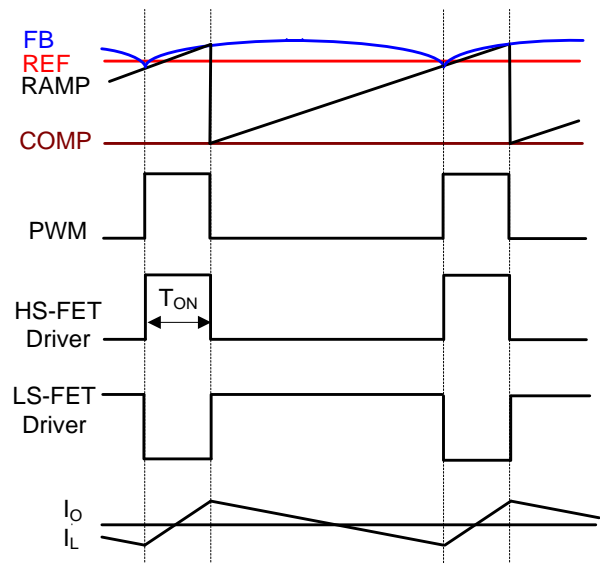 FB
REF
RAMP
COMP
PWM
HS-FET
Driver
TON
LS-FET
Driver
IO
IL